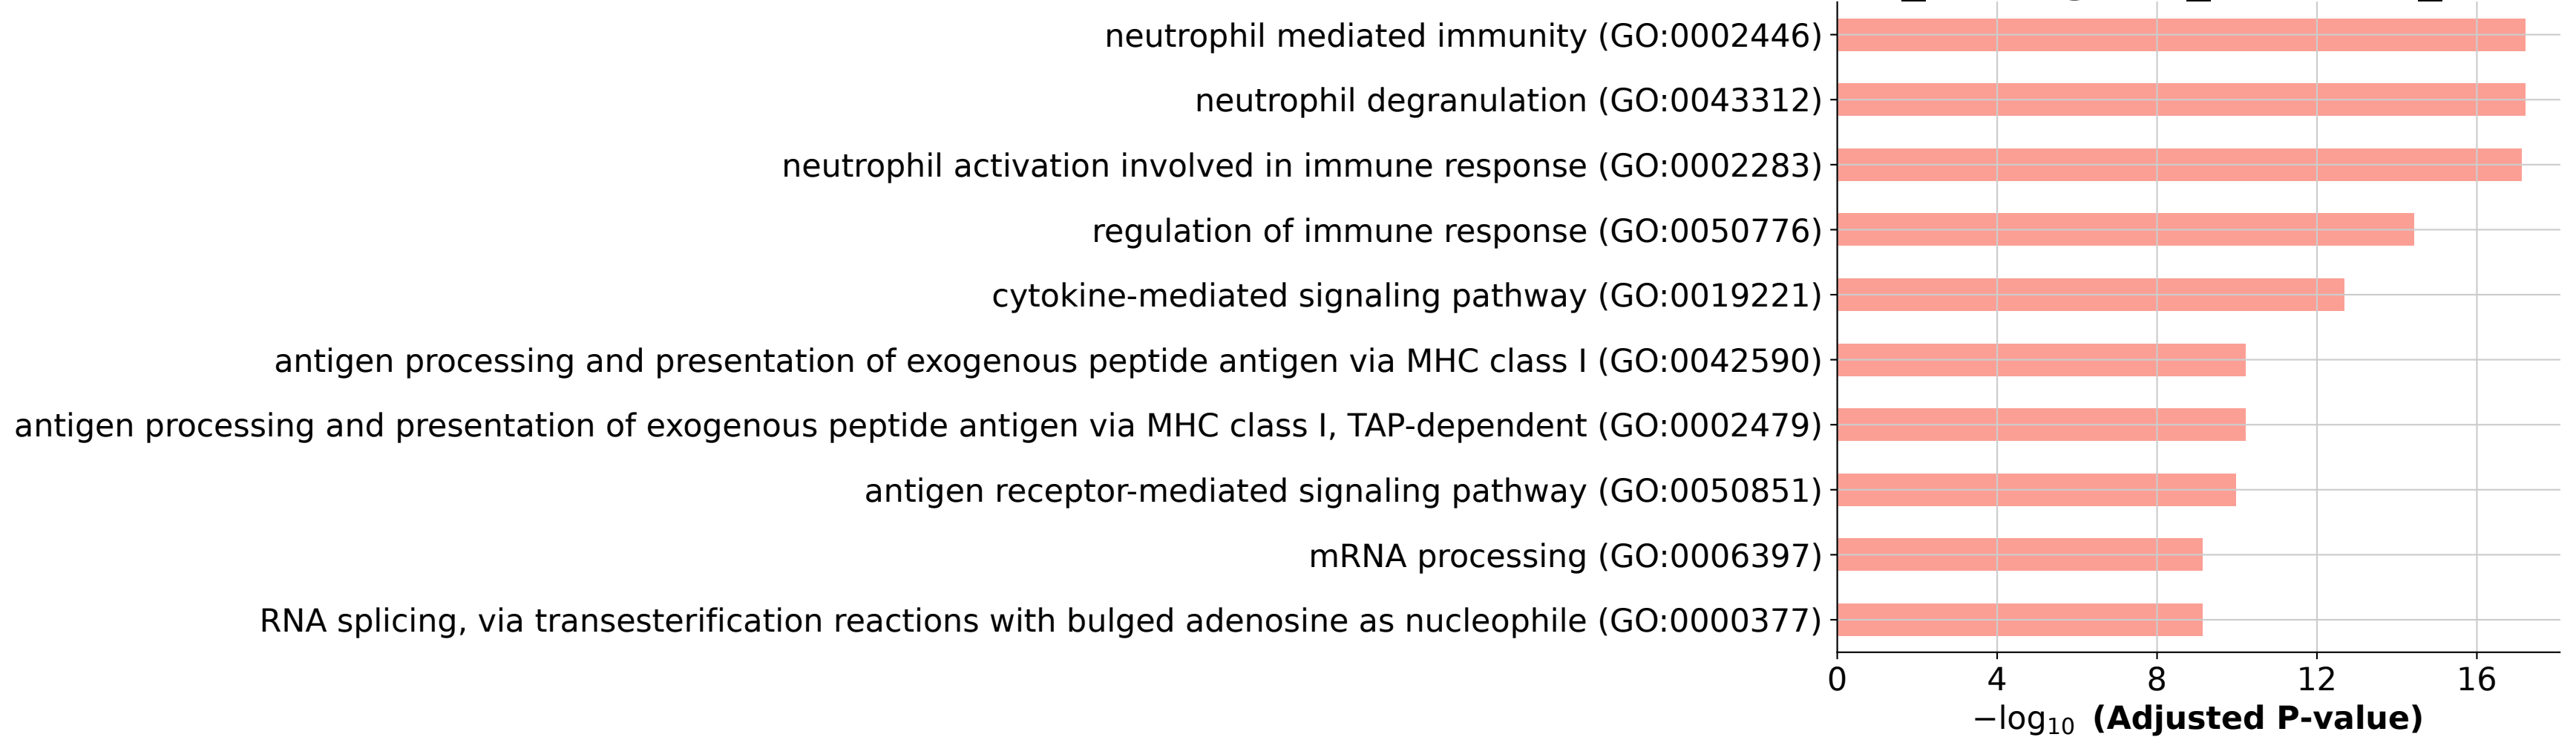 neutrophil mediated immunity (GO:0002446)
neutrophil degranulation (GO:0043312)
neutrophil activation involved in immune response (GO:0002283)
regulation of immune response (GO:0050776)
cytokine-mediated signaling pathway (GO:0019221)
antigen processing and presentation of exogenous peptide antigen via MHC class I (GO:0042590)
antigen processing and presentation of exogenous peptide antigen via MHC class I, TAP-dependent (GO:0002479)
antigen receptor-mediated signaling pathway (GO:0050851)
mRNA processing (GO:0006397)
RNA splicing, via transesterification reactions with bulged adenosine as nucleophile (GO:0000377)
0 4 8 12 16
−log₁₀ (Adjusted P-value)